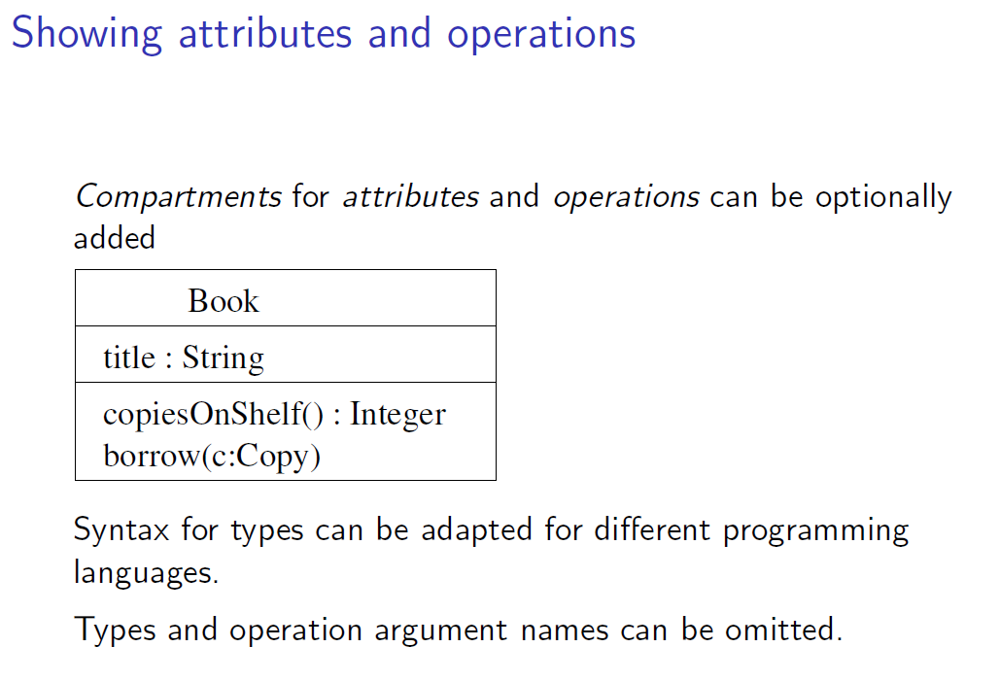 Showing attributes and operations
Compartments for attributes and operations can be optionally
added
Book
title : String
copiesOnShelf() : Integer
borrow(c:Copy)
Syntax for types can be adapted for different programming
languages.
Types and operation argument names can be omitted.